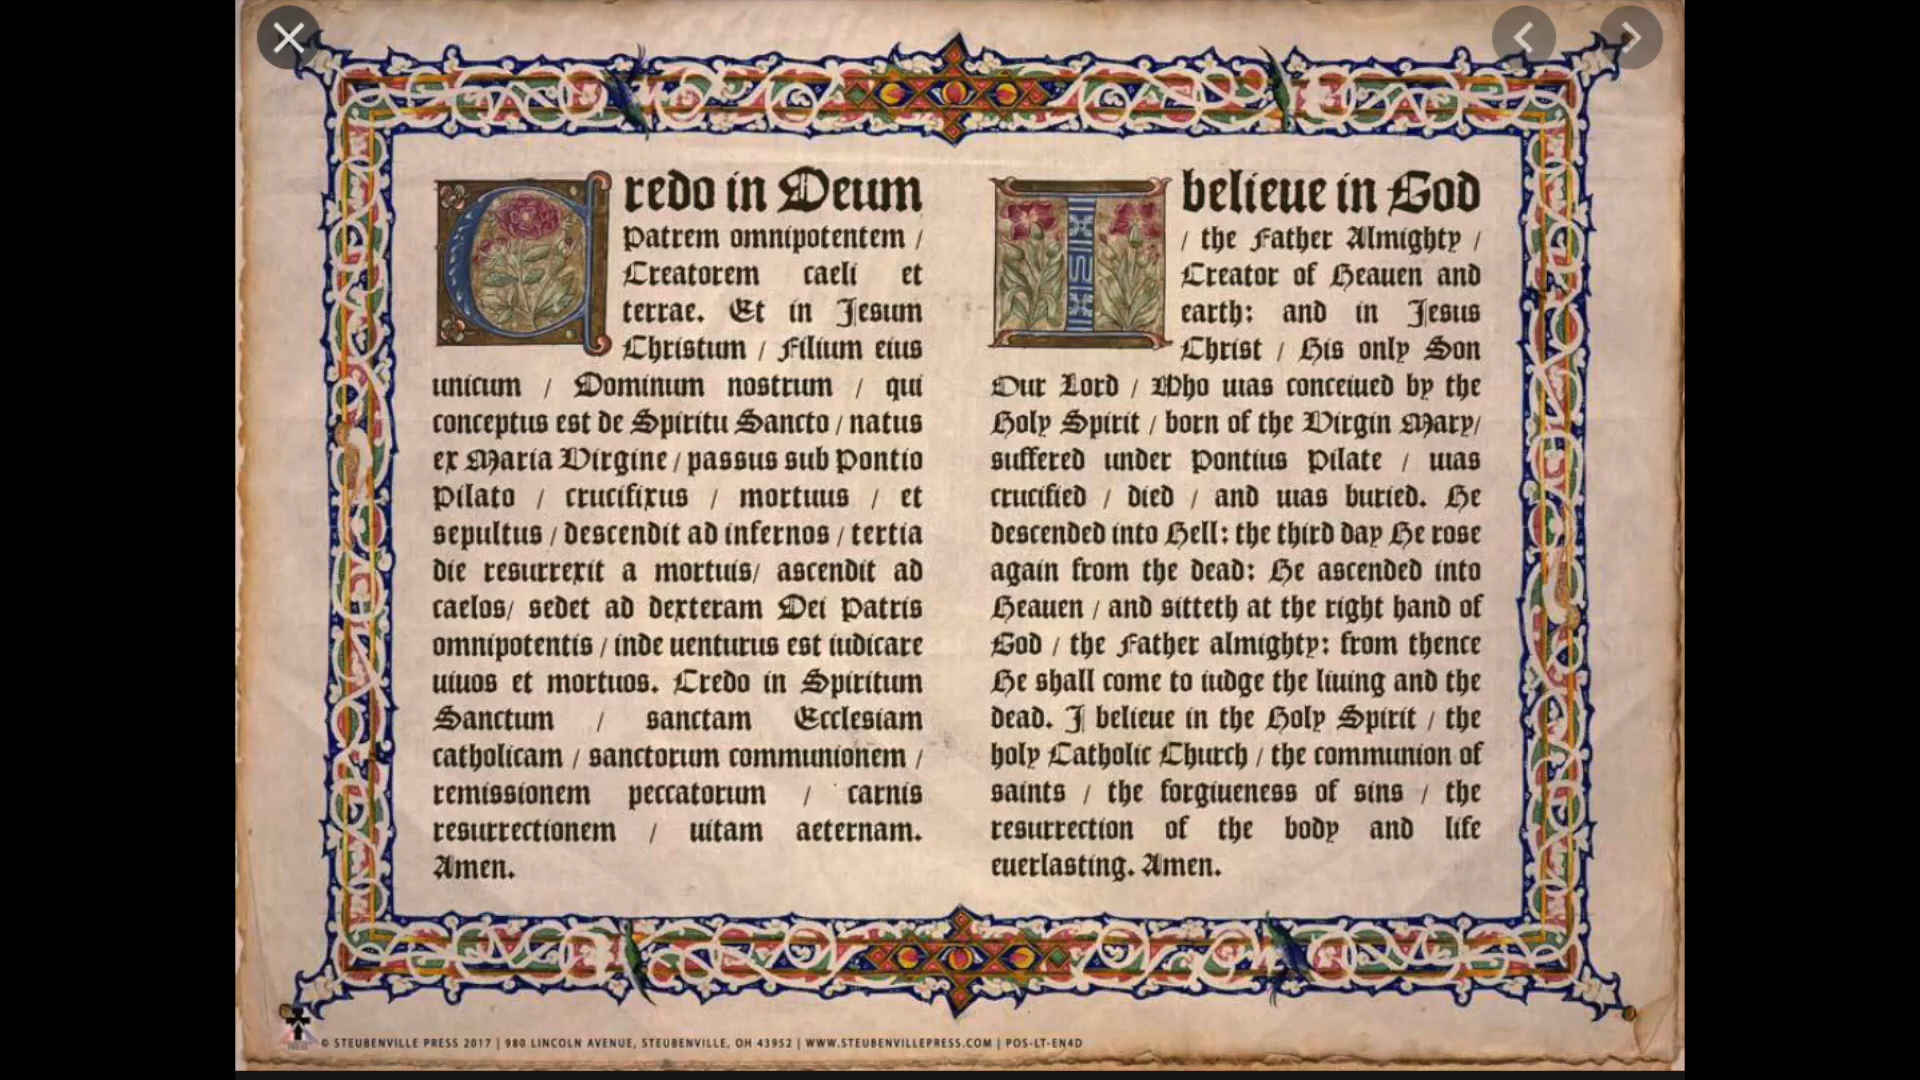 Credo in Deum
Patrem omnipotentem /
Creatorem caeli et
terrae. Et in Jesum
Christum / Filium eius
unicum / Dominum nostrum / qui
conceptus est de Spiritu Sancto / natus
ex Maria Virgine / passus sub Pontio
Pilato / crucifixus / mortuus / et
sepultus / descendit ad infernos / tertia
die resurrexit a mortuis/ ascendit ad
caelos/ sedet ad dexteram Dei Patris
omnipotentis / inde uenturus est iudicare
uiuos et mortuos. Credo in Spiritum
Sanctum / sanctam Ecclesiam
catholicam / sanctorum communionem /
remissionem peccatorum / carnis
resurrectionem / uitam aeternam.
Amen.
I believe in God
/ the Father Almighty /
Creator of Heauen and
earth: and in Jesus
Christ / His only Son
Our Lord / Who was conceiued by the
Holy Spirit / born of the Virgin Mary/
suffered under Pontius Pilate / was
crucified / died / and was buried. He
descended into Hell: the third day He rose
again from the dead: He ascended into
Heauen / and sitteth at the right hand of
God / the Father almighty: from thence
He shall come to iudge the liuing and the
dead. J belieue in the Holy Spirit / the
holy Catholic Church / the communion of
saints / the forgiueness of sins / the
resurrection of the body and life
euerlasting. Amen.
© STEUBENVILLE PRESS 2017 | 980 LINCOLN AVENUE, STEUBENVILLE, OH 43952 | WWW.STEUBENVILLEPRESS.COM | POS-LT-EN4D